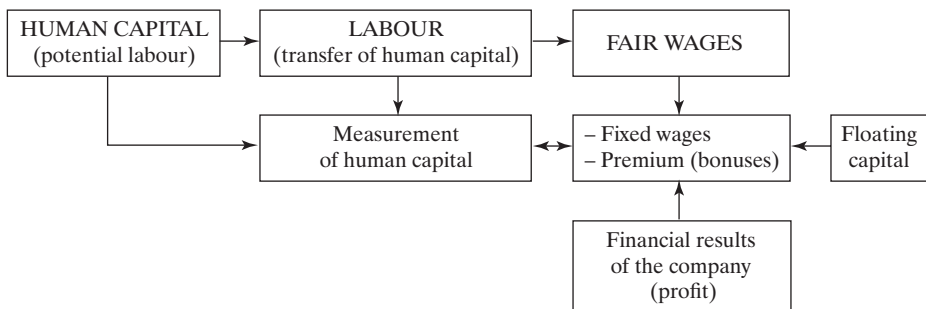 HUMAN CAPITAL
(potential labour)
LABOUR
(transfer of human capital)
FAIR WAGES
Measurement
of human capital
– Fixed wages
– Premium (bonuses)
Floating
capital
Financial results
of the company
(profit)